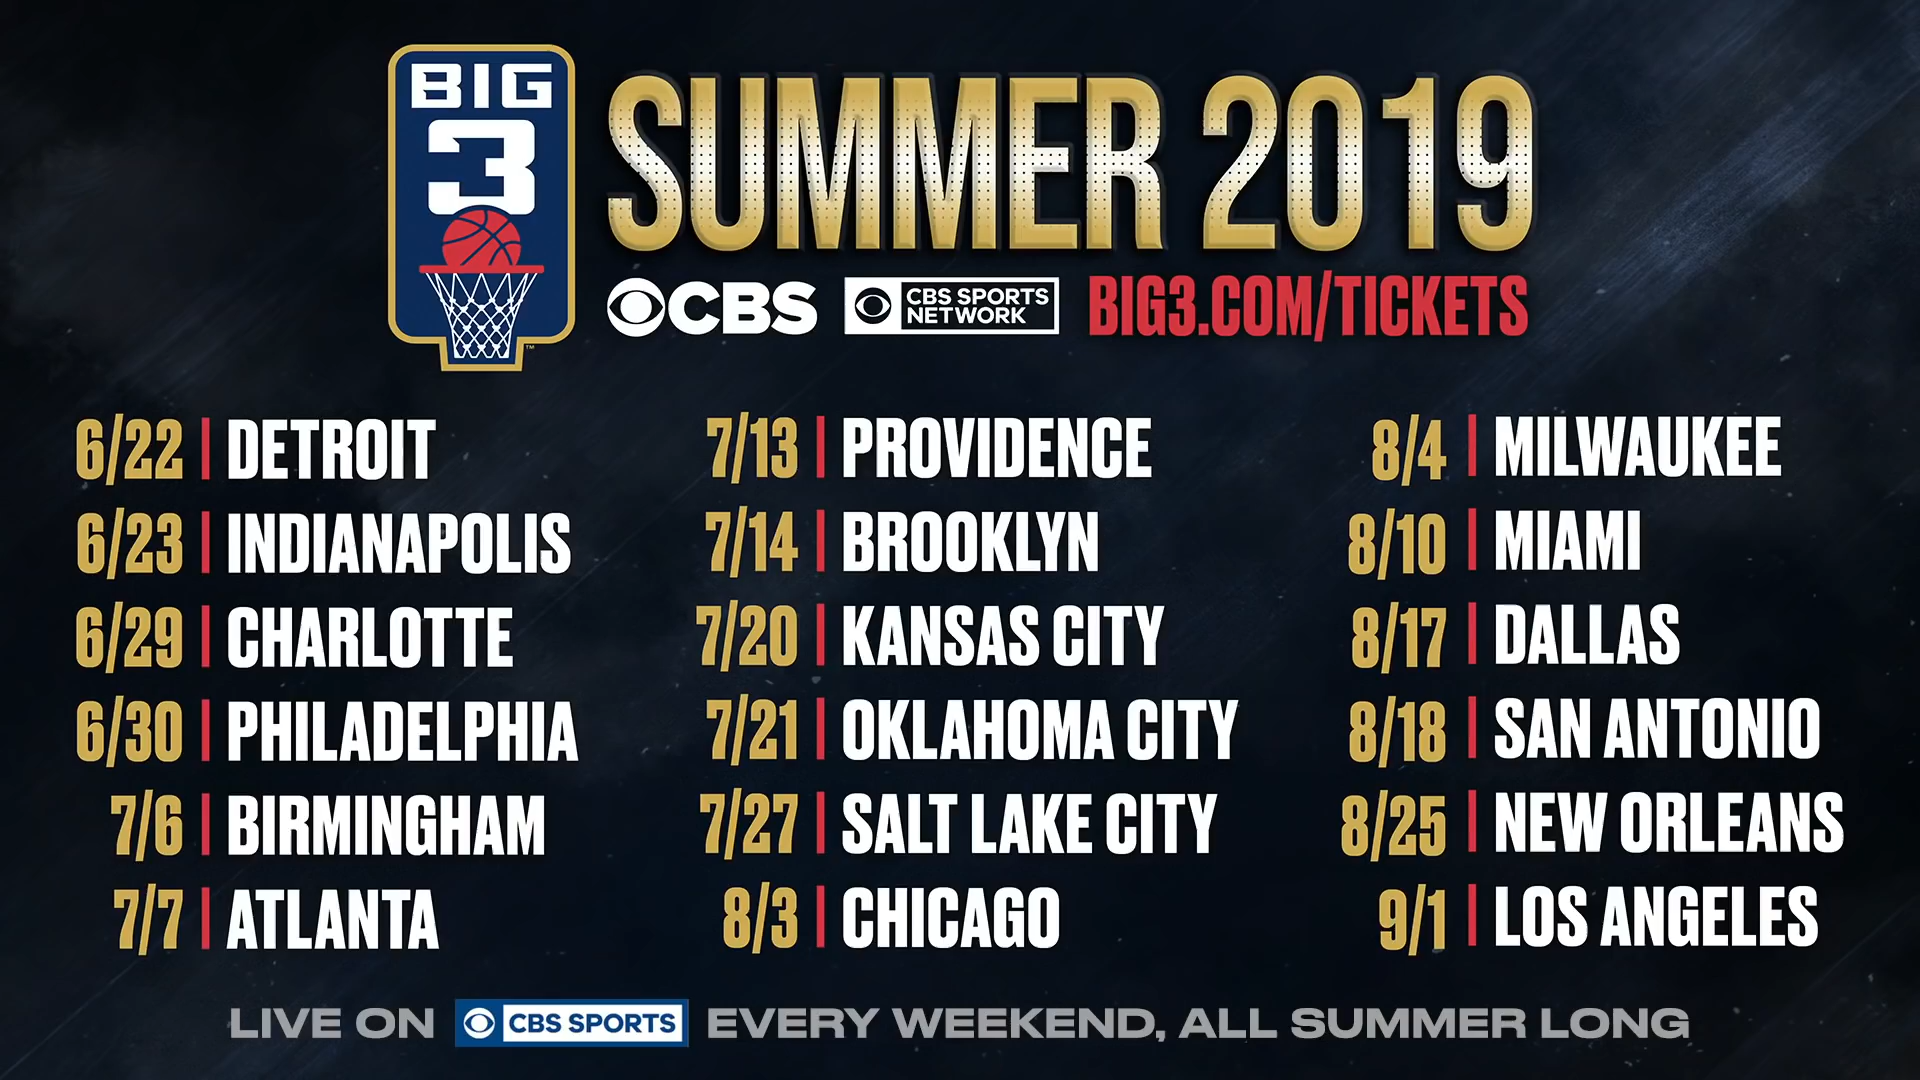 BIG
3
SUMMER 2019
CBS
CBS SPORTS
NETWORK
BIG3.COM/TICKETS
™
6/22 | DETROIT
6/23 | INDIANAPOLIS
6/29 | CHARLOTTE
6/30 | PHILADELPHIA
7/6 | BIRMINGHAM
7/7 | ATLANTA
7/13 | PROVIDENCE
7/14 | BROOKLYN
7/20 | KANSAS CITY
7/21 | OKLAHOMA CITY
7/27 | SALT LAKE CITY
8/3 | CHICAGO
8/4 | MILWAUKEE
8/10 | MIAMI
8/17 | DALLAS
8/18 | SAN ANTONIO
8/25 | NEW ORLEANS
9/1 | LOS ANGELES
LIVE ON CBS SPORTS EVERY WEEKEND, ALL SUMMER LONG